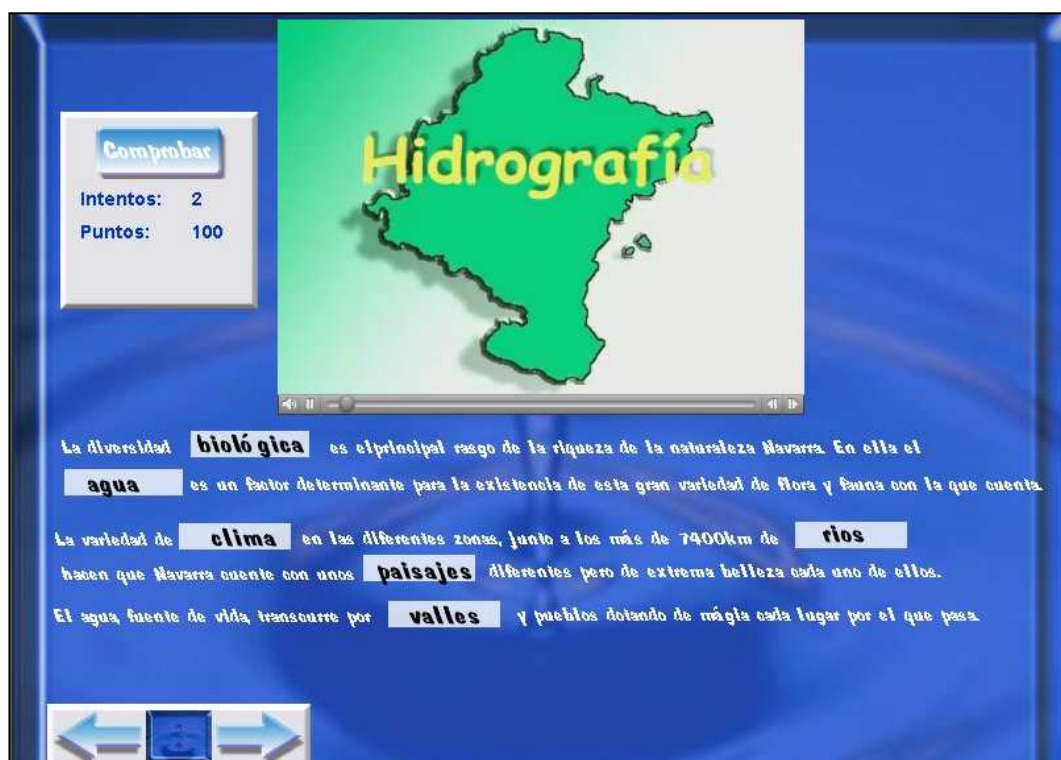 Hidrografía
Comprobar
Intentos: 2
Puntos: 100
La diversidad bioló gica es elprincipal rasgo de la riqueza de la naturaleza Navarra. En ella el
agua es un factor determinante para la existencia de esta gran variedad de flora y fauna con la que cuenta.
La variedad de clima en las diferentes zonas, junto a los más de 7400km de rios
hacen que Navarra cuente con unos paisajes diferentes pero de extrema belleza cada uno de ellos.
El agua, fuente de vida, transcurre por valles y pueblos dotando de mágia cada lugar por el que pasa.